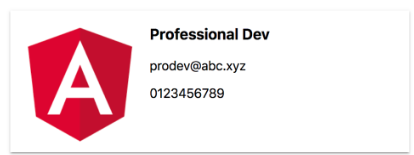 A
Professional Dev
prodev@abc.xyz
0123456789